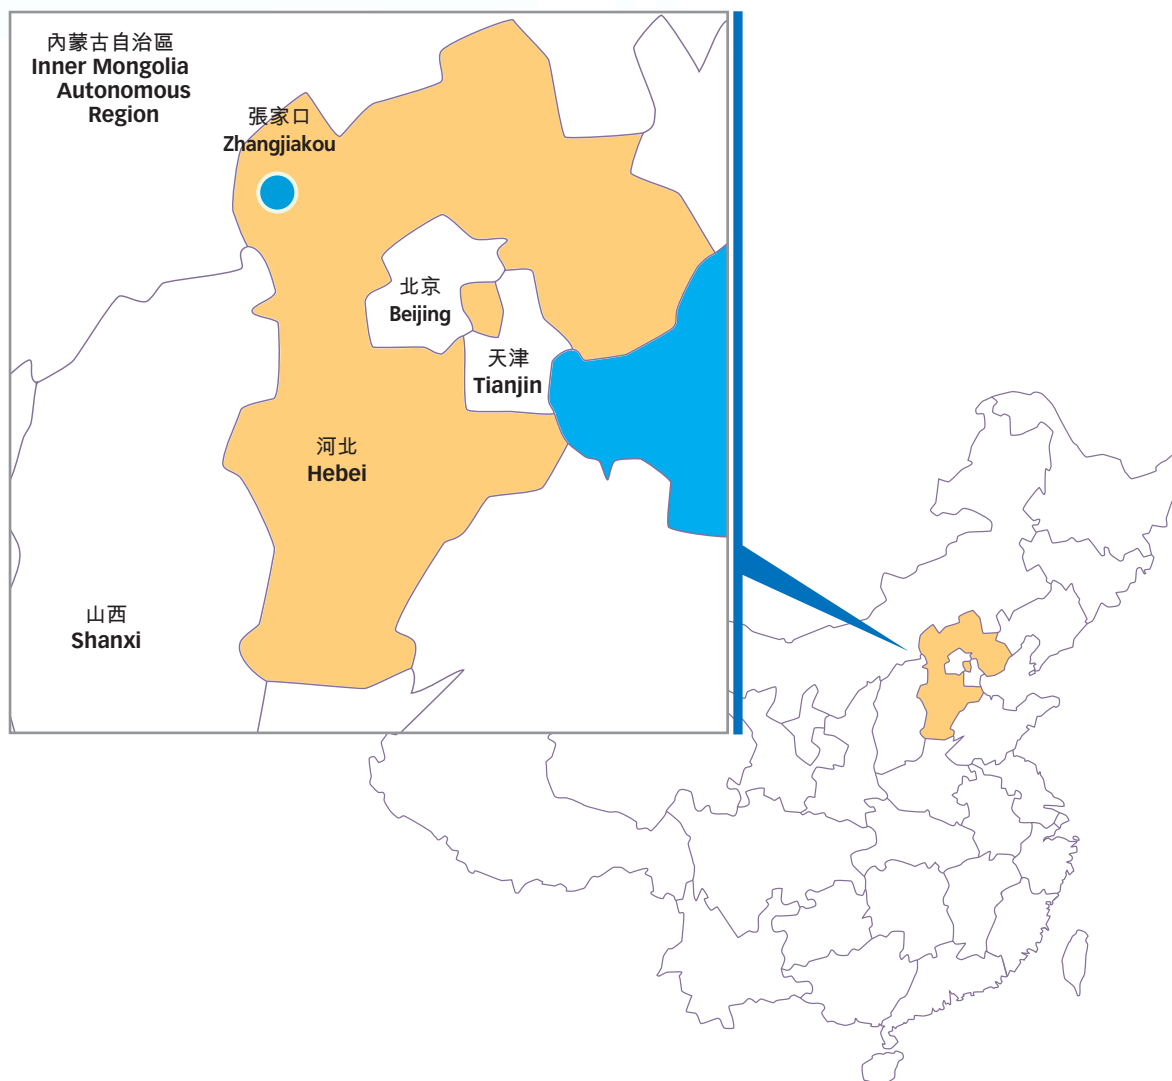 內蒙古自治區
Inner Mongolia
Autonomous
Region
張家口
Zhangjiakou
北京
Beijing
天津
Tianjin
河北
Hebei
山西
Shanxi